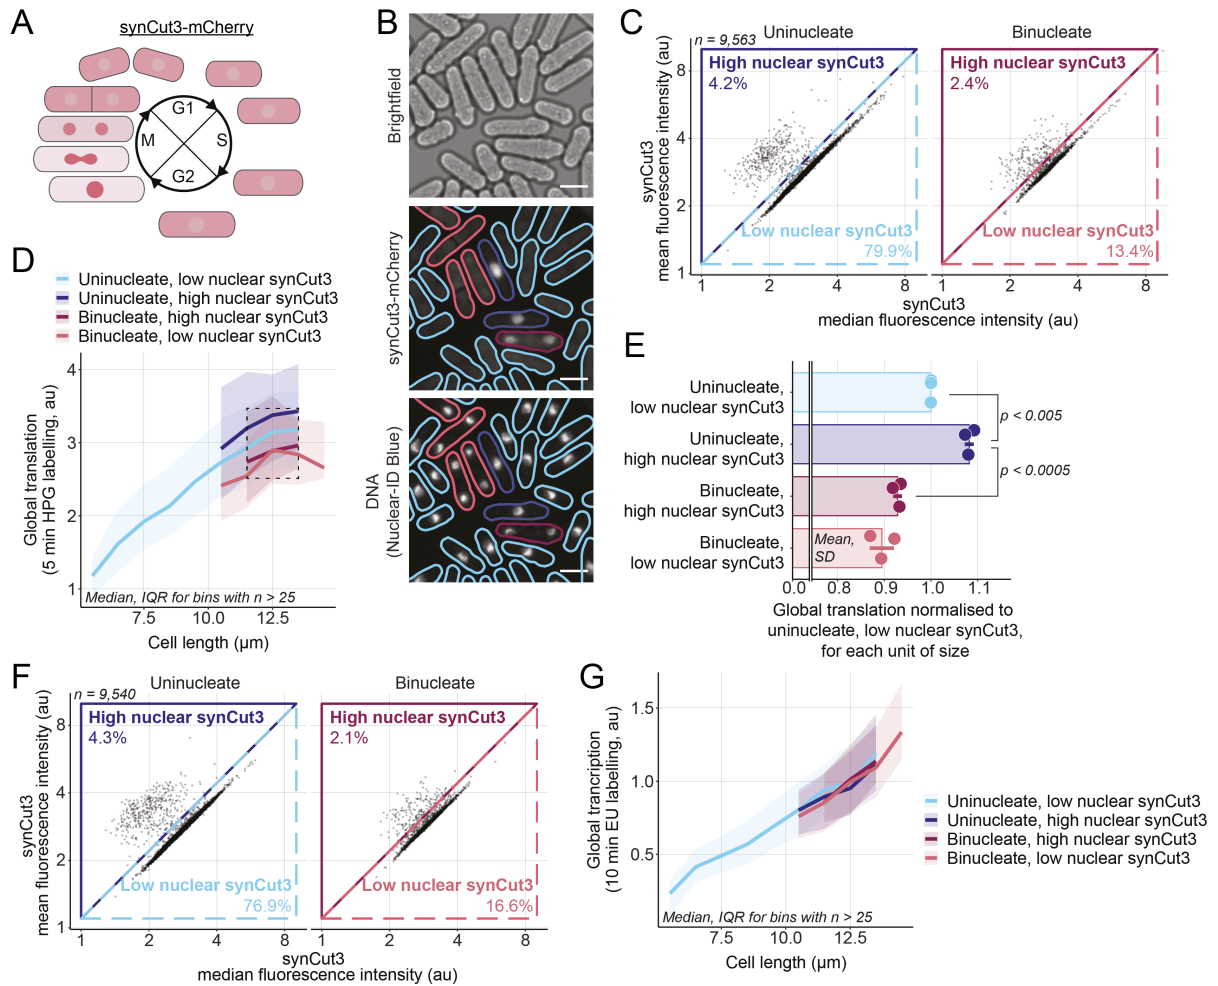 A
synCut3-mCherry
G1
M
S
G2
B
Brightfield
synCut3-mCherry
DNA
(Nuclear-ID Blue)
C
n = 9,563
Uninucleate
Binucleate
High nuclear synCut3
4.2%
High nuclear synCut3
2.4%
Low nuclear synCut3
79.9%
Low nuclear synCut3
13.4%
synCut3
mean fluorescence intensity (au)
8
4
2
1
1
2
4
8
1
2
4
8
synCut3
median fluorescence intensity (au)
D
Uninucleate, low nuclear synCut3
Uninucleate, high nuclear synCut3
Binucleate, high nuclear synCut3
Binucleate, low nuclear synCut3
Global translation
(5 min HPG labelling, au)
4
3
2
1
Median, IQR for bins with n > 25
7.5
10.0
12.5
Cell length (µm)
E
Uninucleate,
low nuclear synCut3
Uninucleate,
high nuclear synCut3
Binucleate,
high nuclear synCut3
Binucleate,
low nuclear synCut3
p < 0.005
p < 0.0005
Mean,
SD
0.0
0.8
0.9
1.0
1.1
Global translation normalised to
uninucleate, low nuclear synCut3,
for each unit of size
F
n = 9,540
Uninucleate
Binucleate
High nuclear synCut3
4.3%
High nuclear synCut3
2.1%
Low nuclear synCut3
76.9%
Low nuclear synCut3
16.6%
synCut3
mean fluorescence intensity (au)
8
4
2
1
1
2
4
8
1
2
4
8
synCut3
median fluorescence intensity (au)
G
Global trancription
(10 min EU labelling, au)
1.5
1.0
0.5
Median, IQR for bins with n > 25
7.5
10.0
12.5
Cell length (µm)
Uninucleate, low nuclear synCut3
Uninucleate, high nuclear synCut3
Binucleate, high nuclear synCut3
Binucleate, low nuclear synCut3